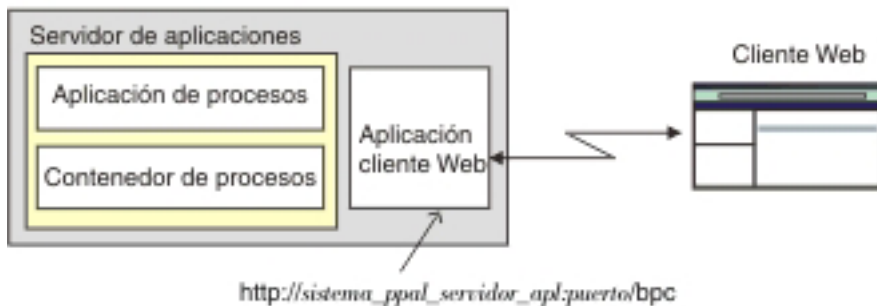 Servidor de aplicaciones
Aplicación de procesos
Contenedor de procesos
Aplicación
cliente Web
Cliente Web
http://sistema_ppal_servidor_apl:puerto/bpc